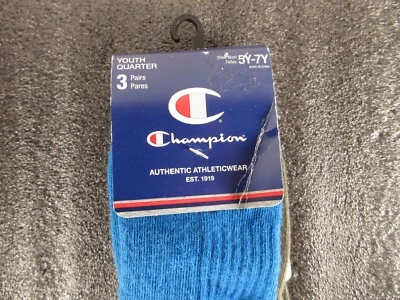 YOUTH
QUARTER
3 Pairs
Pares
5Y-7Y
Champion
AUTHENTIC ATHLETICWEAR
EST. 1919